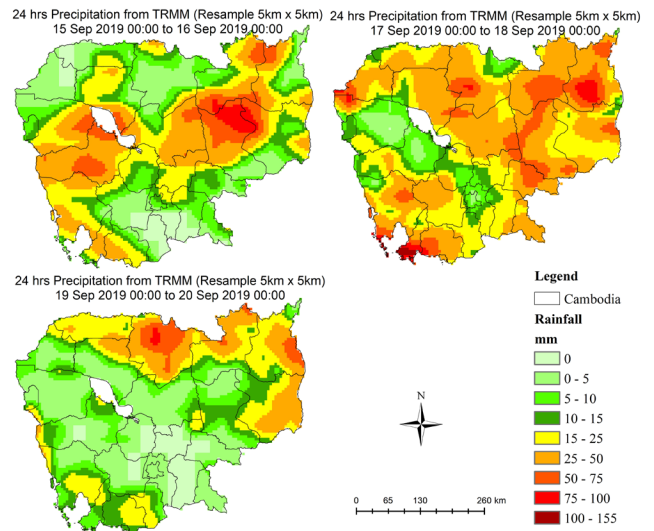 24 hrs Precipitation from TRMM (Resample 5km x 5km)
15 Sep 2019 00:00 to 16 Sep 2019 00:00
24 hrs Precipitation from TRMM (Resample 5km x 5km)
17 Sep 2019 00:00 to 18 Sep 2019 00:00
24 hrs Precipitation from TRMM (Resample 5km x 5km)
19 Sep 2019 00:00 to 20 Sep 2019 00:00
Legend
Cambodia
Rainfall
mm
0
0 - 5
5 - 10
10 - 15
15 - 25
25 - 50
50 - 75
75 - 100
100 - 155
N
0 65 130 260 km